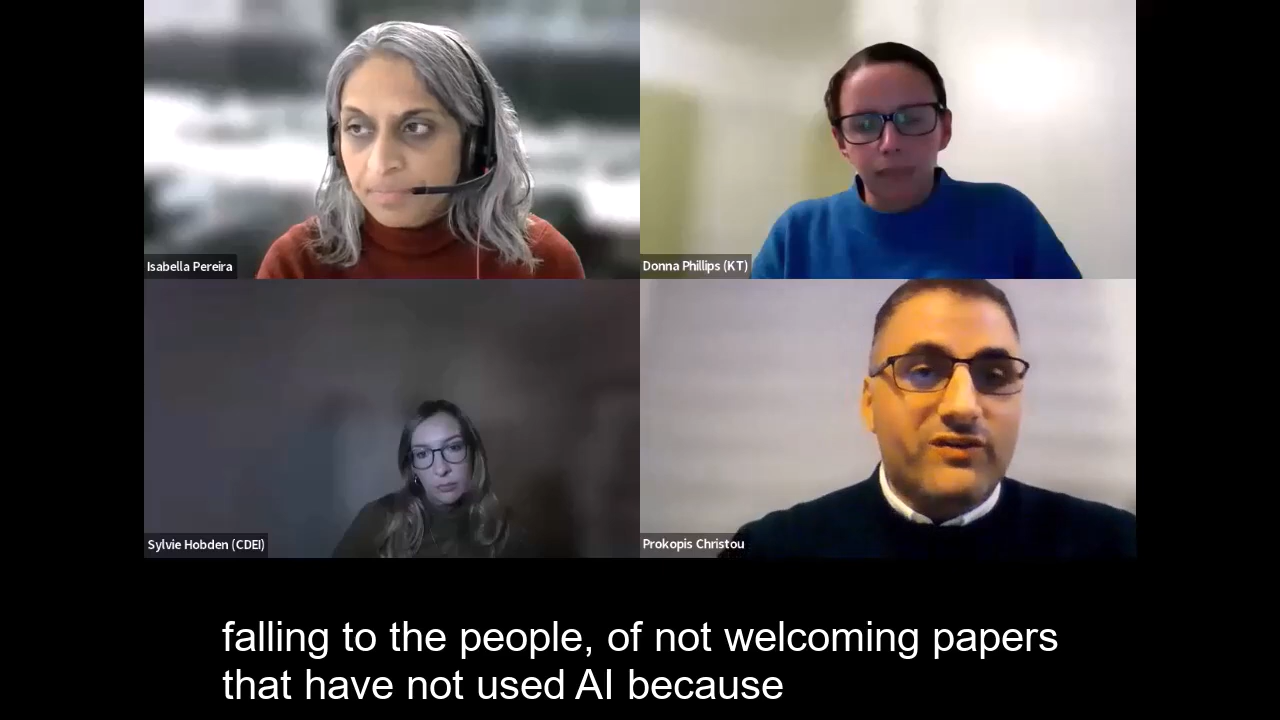 Isabella Pereira
Donna Phillips (KT)
Sylvie Hobden (CDEI)
Prokopis Christou
falling to the people, of not welcoming papers
that have not used AI because